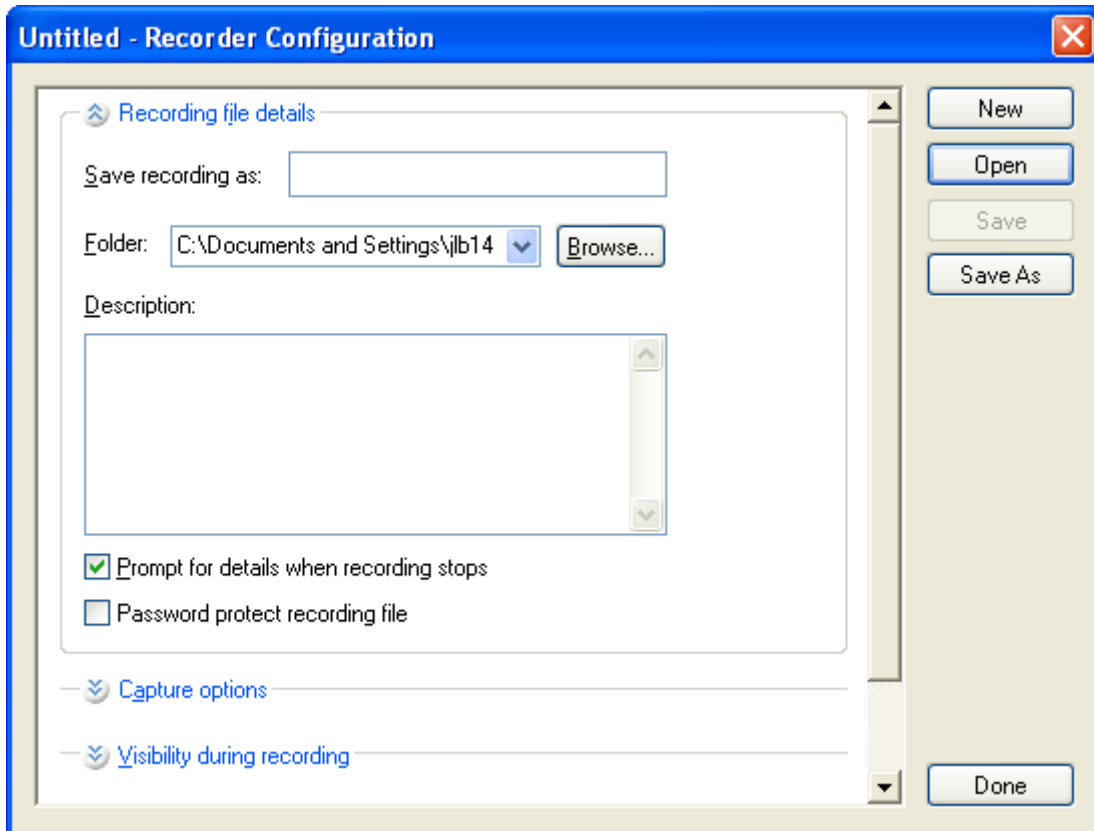 Untitled - Recorder Configuration
Recording file details
New
Save recording as:
Open
Save
Folder: C:\Documents and Settings\jlb14 Browse...
Save As
Description:
Prompt for details when recording stops
Password protect recording file
Capture options
Visibility during recording
Done